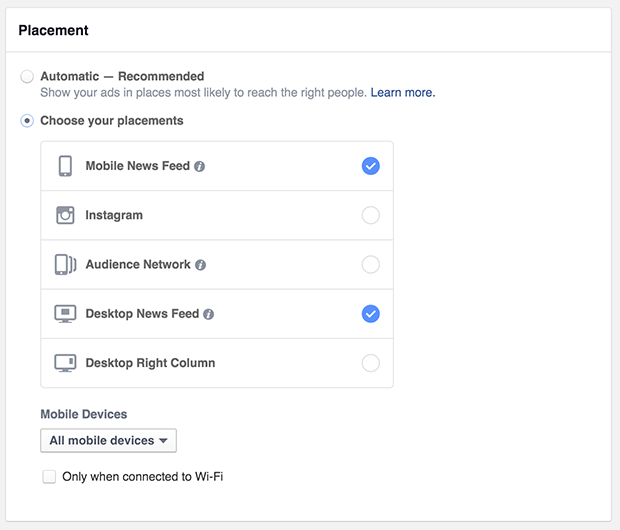 Placement
Automatic — Recommended
Show your ads in places most likely to reach the right people. Learn more.
Choose your placements
Mobile News Feed i
Instagram
Audience Network i
Desktop News Feed i
Desktop Right Column
Mobile Devices
All mobile devices
Only when connected to Wi-Fi